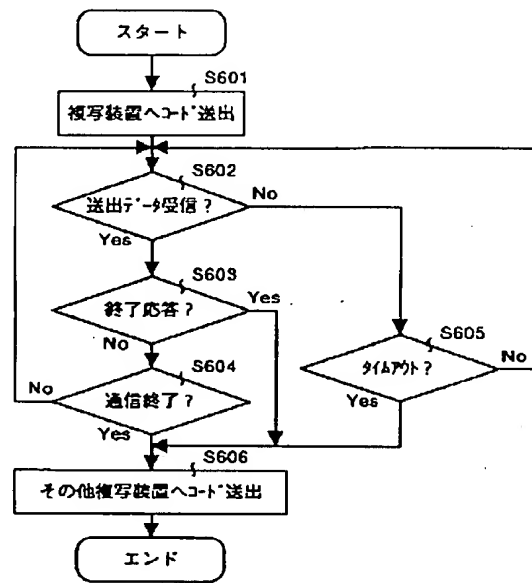 スタート
S601
複写装置へコード送出
S602
送出データ受信？
No
Yes
S603
終了応答？
Yes
No
S604
通信終了？
No
Yes
S605
タイムアウト？
No
Yes
S606
その他複写装置へコード送出
エンド